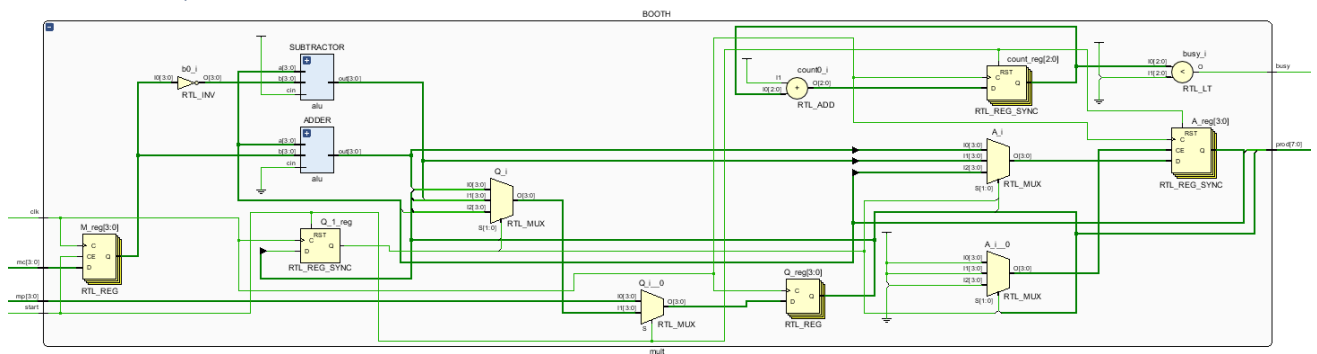 BOOTH
SUBTRACTOR
a[3:0]
b[3:0]
cin
out[3:0]
alu
b0_i
I0[3:0]
O[3:0]
RTL_INV
ADDER
a[3:0]
b[3:0]
cin
out[3:0]
alu
count0_i
I1
I0[2:0]
O[2:0]
RTL_ADD
count_reg[2:0]
RST
C
D
Q
RTL_REG_SYNC
busy_i
I0[2:0]
I1[2:0]
O
RTL_LT
busy
A_reg[3:0]
RST
C
CE
D
Q
RTL_REG_SYNC
prod[7:0]
A_i
I0[3:0]
I1[3:0]
I2[3:0]
S[1:0]
O[3:0]
RTL_MUX
Q_i
I0[3:0]
I1[3:0]
I2[3:0]
S[1:0]
O[3:0]
RTL_MUX
clk
M_reg[3:0]
C
CE
D
Q
RTL_REG
mc[3:0]
Q_1_reg
RST
C
D
Q
RTL_REG_SYNC
A_i__0
I0[3:0]
I1[3:0]
I2[3:0]
S[1:0]
O[3:0]
RTL_MUX
mp[3:0]
start
Q_i__0
I0[3:0]
I1[3:0]
S
O[3:0]
RTL_MUX
Q_reg[3:0]
C
D
Q
RTL_REG
mult